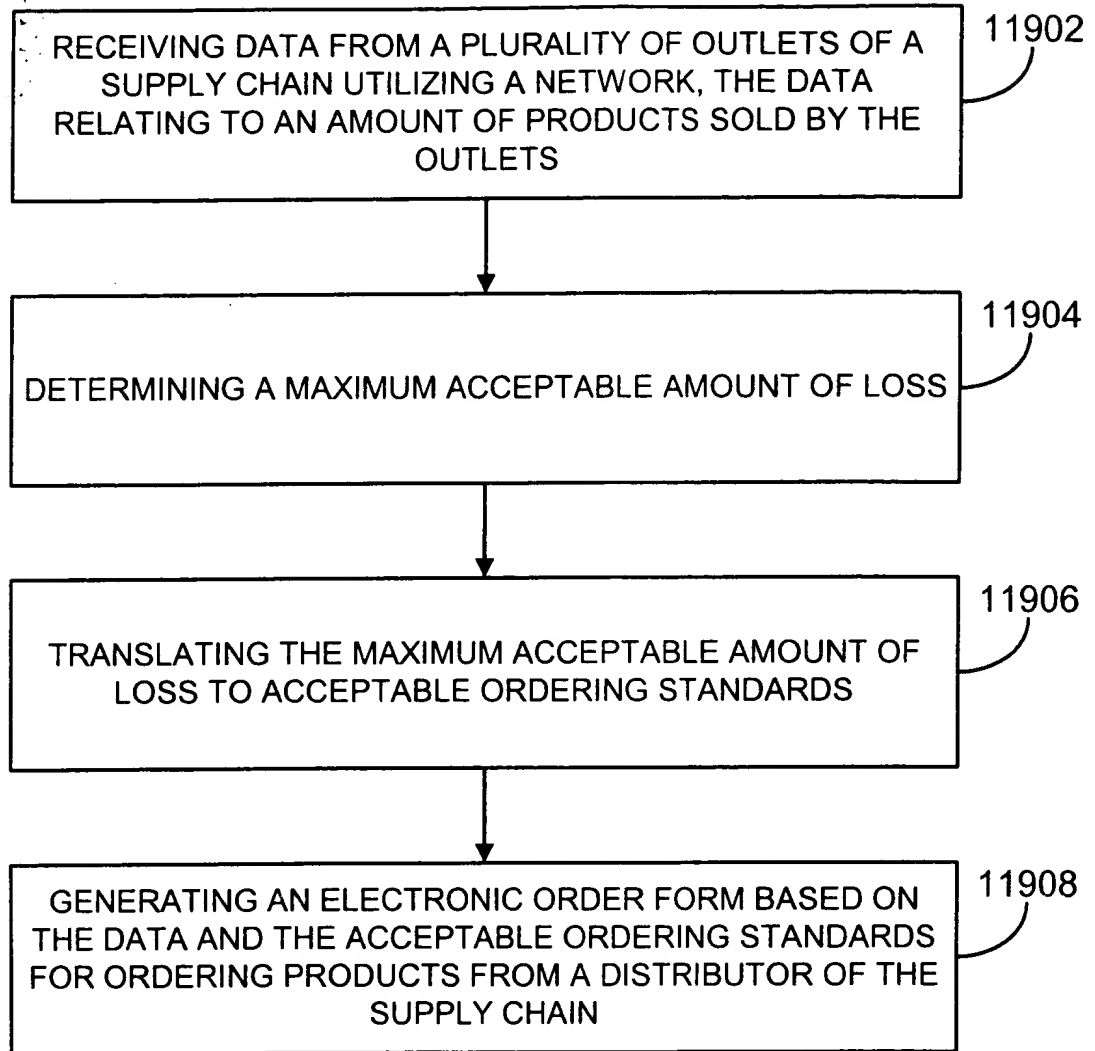 RECEIVING DATA FROM A PLURALITY OF OUTLETS OF A
SUPPLY CHAIN UTILIZING A NETWORK, THE DATA
RELATING TO AN AMOUNT OF PRODUCTS SOLD BY THE
OUTLETS
11902
DETERMINING A MAXIMUM ACCEPTABLE AMOUNT OF LOSS
11904
TRANSLATING THE MAXIMUM ACCEPTABLE AMOUNT OF
LOSS TO ACCEPTABLE ORDERING STANDARDS
11906
GENERATING AN ELECTRONIC ORDER FORM BASED ON
THE DATA AND THE ACCEPTABLE ORDERING STANDARDS
FOR ORDERING PRODUCTS FROM A DISTRIBUTOR OF THE
SUPPLY CHAIN
11908